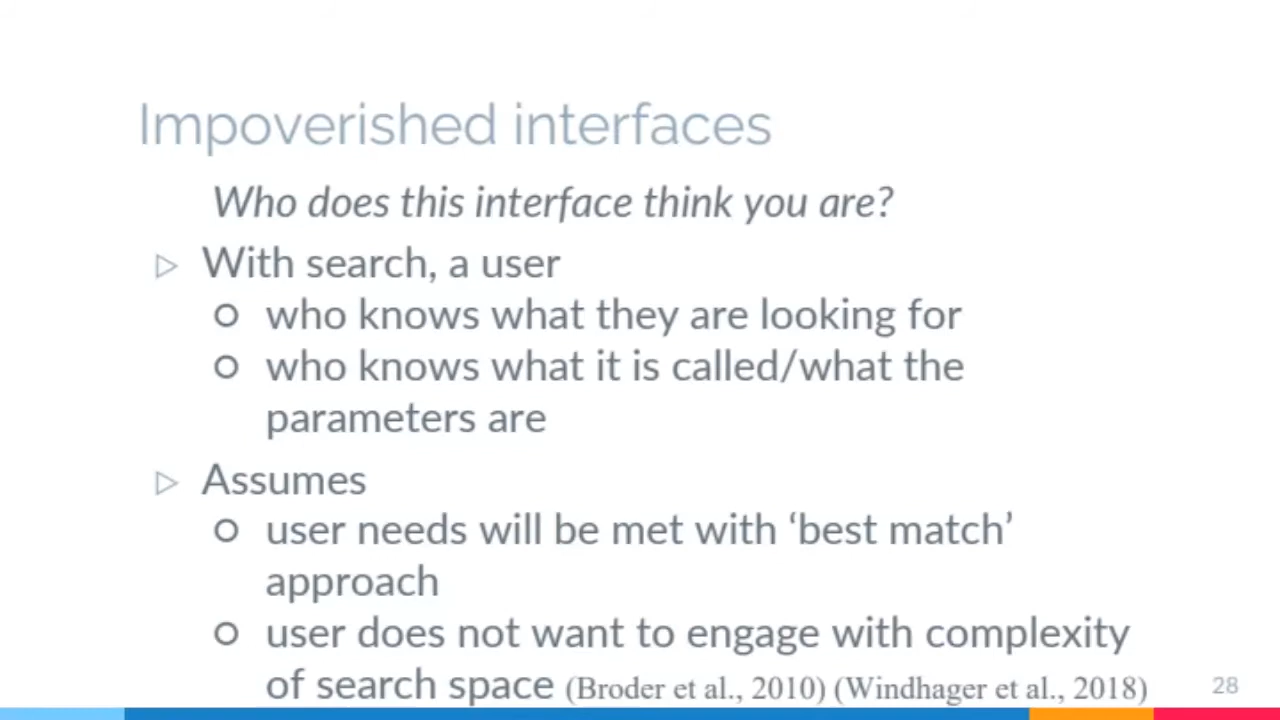 Impoverished interfaces
Who does this interface think you are?
▷ With search, a user
○ who knows what they are looking for
○ who knows what it is called/what the
parameters are
▷ Assumes
○ user needs will be met with ‘best match’
approach
○ user does not want to engage with complexity
of search space (Broder et al., 2010) (Windhager et al., 2018)
28